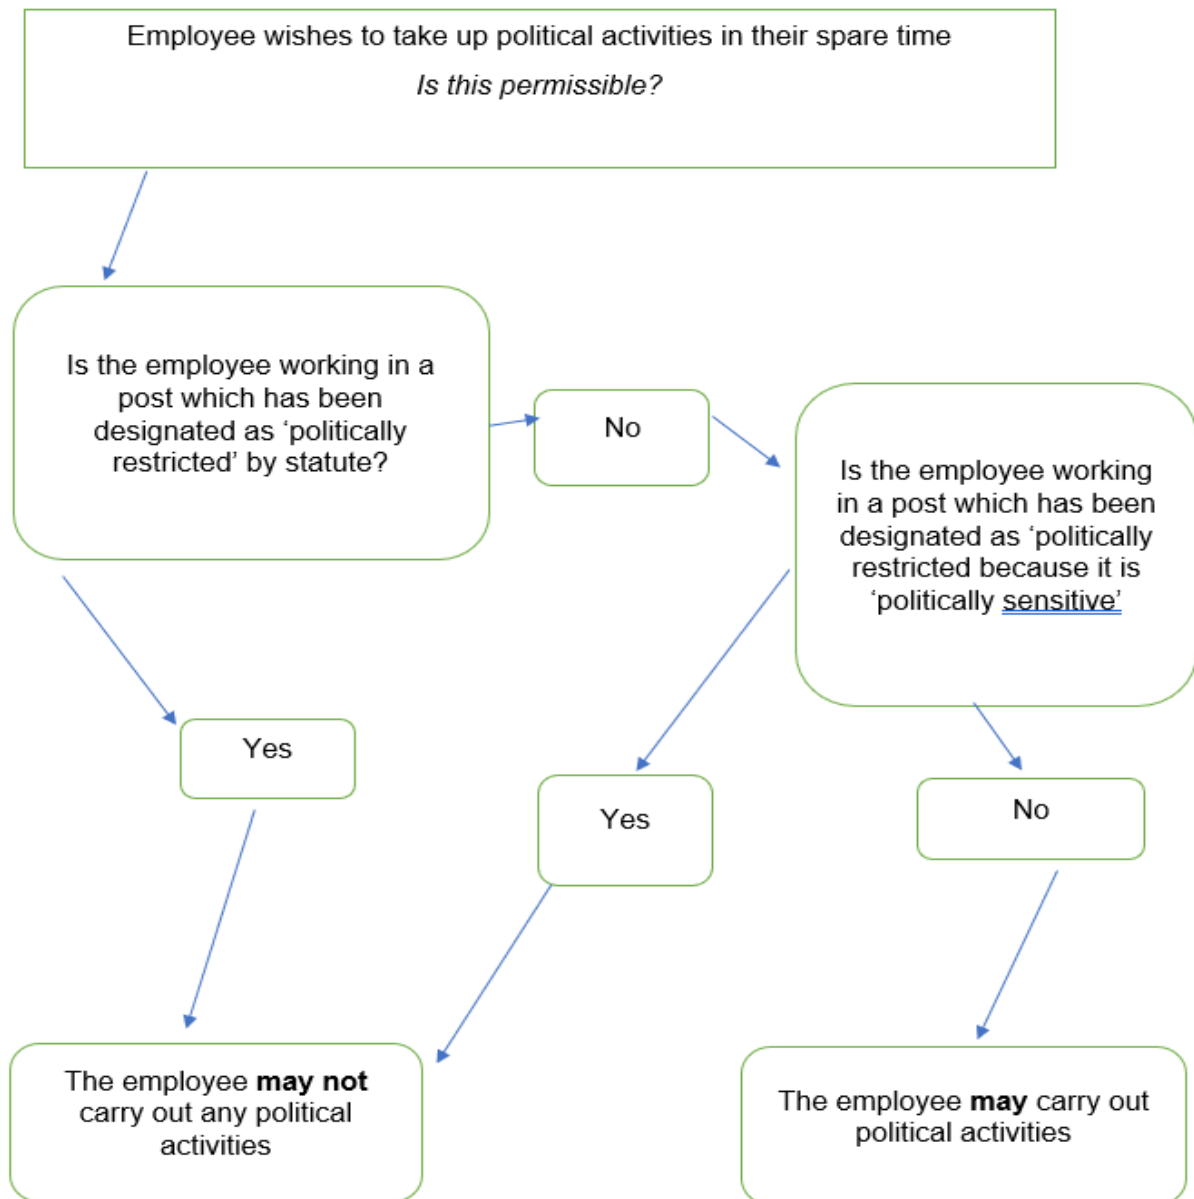 Employee wishes to take up political activities in their spare time
Is this permissible?
Is the employee working in a
post which has been
designated as ‘politically
restricted’ by statute?
No
Is the employee working
in a post which has been
designated as ‘politically
restricted because it is
‘politically sensitive’
Yes
Yes
No
The employee may not
carry out any political
activities
The employee may carry out
political activities